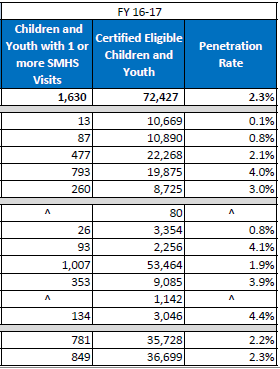 FY 16-17
Children and Youth with 1 or more SMHS Visits Certified Eligible Children and Youth Penetration Rate
1,630 72,427 2.3%
13 10,669 0.1%
87 10,890 0.8%
477 22,268 2.1%
793 19,875 4.0%
260 8,725 3.0%
^ 80 ^
26 3,354 0.8%
93 2,256 4.1%
1,007 53,464 1.9%
353 9,085 3.9%
^ 1,142 ^
134 3,046 4.4%
781 35,728 2.2%
849 36,699 2.3%